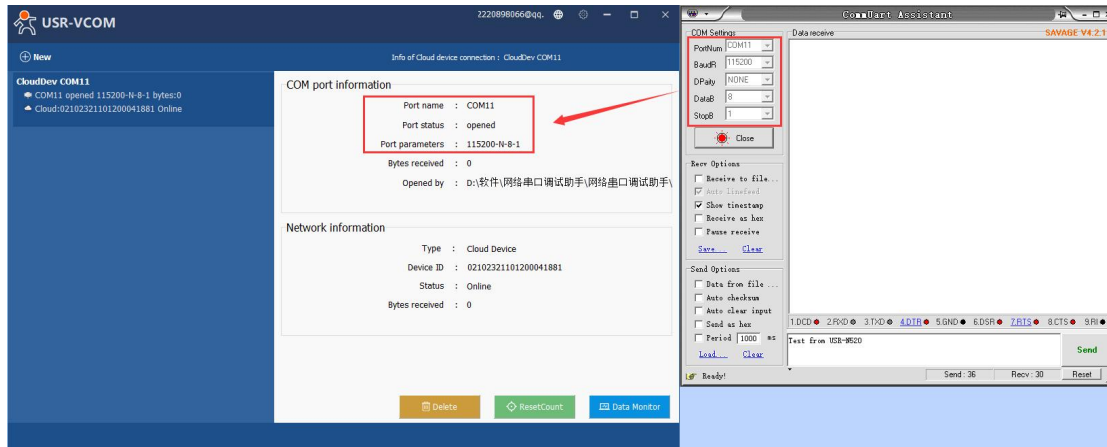 USR-VCOM
2220898066@qq.
New
Info of Cloud device connection : CloudDev COM11
CloudDev COM11
COM11 opened 115200-N-8-1 bytes:0
Cloud:02102321101200041881 Online
COM port information
Port name : COM11
Port status : opened
Port parameters : 115200-N-8-1
Bytes received : 0
Opened by : D:\软件\网络串口调试助手\网络串口调试助手\
Network information
Type : Cloud Device
Device ID : 02102321101200041881
Status : Online
Bytes received : 0
Delete
ResetCount
Data Monitor
CommUart Assistant
COM Settings
PortNum COM11
BaudR 115200
DPaity NONE
DataB 8
StopB 1
Close
Recv Options
Receive to file...
Auto linefeed
Show timestamp
Receive as hex
Pause receive
Save... Clear
Send Options
Data from file ...
Auto checksum
Auto clear input
Send as hex
Period 1000 ms
Load... Clear
Data receive
SAVAGE V4.2.1
1.DCD 2.RXD 3.TXD 4.DTR 5.GND 6.DSR 7.RTS 8.CTS 9.RI
Test from USR-N520
Send
Ready!
Send : 36
Recv : 30
Reset